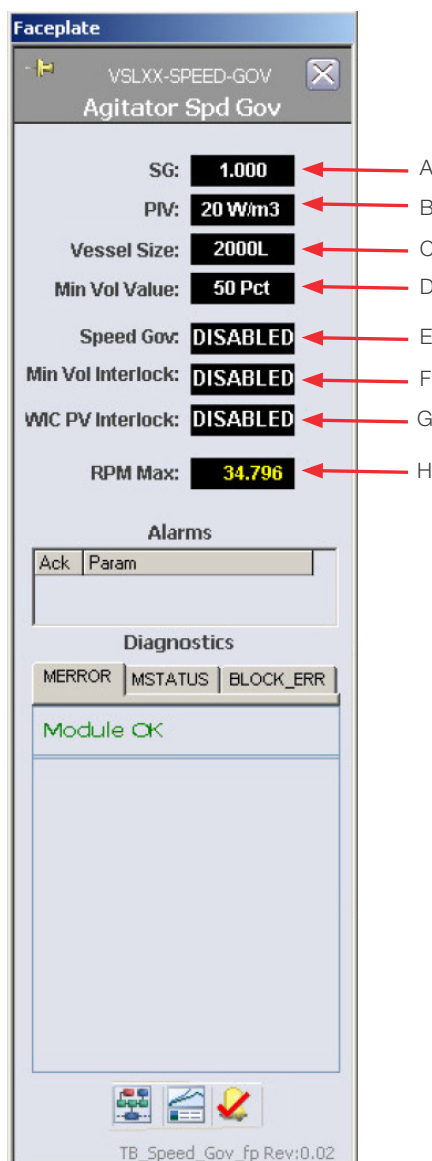 Faceplate
VSLXX-SPEED-GOV
Agitator Spd Gov
SG: 1.000 A
PIV: 20 W/m3 B
Vessel Size: 2000L C
Min Vol Value: 50 Pct D
Speed Gov: DISABLED E
Min Vol Interlock: DISABLED F
WIC PV Interlock: DISABLED G
RPM Max: 34.796 H
Alarms
Ack Param
Diagnostics
MERROR MSTATUS BLOCK_ERR
Module OK
TB_Speed_Gov_fp Rev:0.02